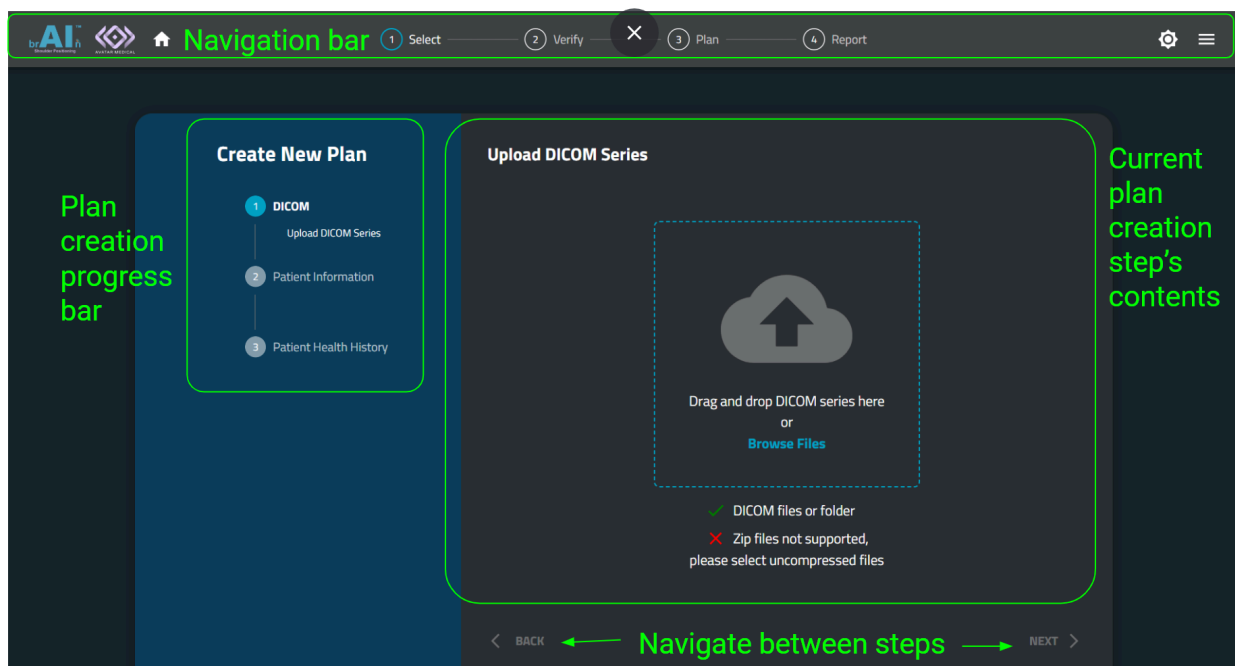 brAIn™
Shoulder Positioning
AVATAR MEDICAL
Navigation bar
1 Select
2 Verify
3 Plan
4 Report
Plan
creation
progress
bar
Create New Plan
1 DICOM
Upload DICOM Series
2 Patient Information
3 Patient Health History
Upload DICOM Series
Drag and drop DICOM series here
or
Browse Files
DICOM files or folder
Zip files not supported,
please select uncompressed files
Current
plan
creation
step’s
contents
BACK
Navigate between steps
NEXT